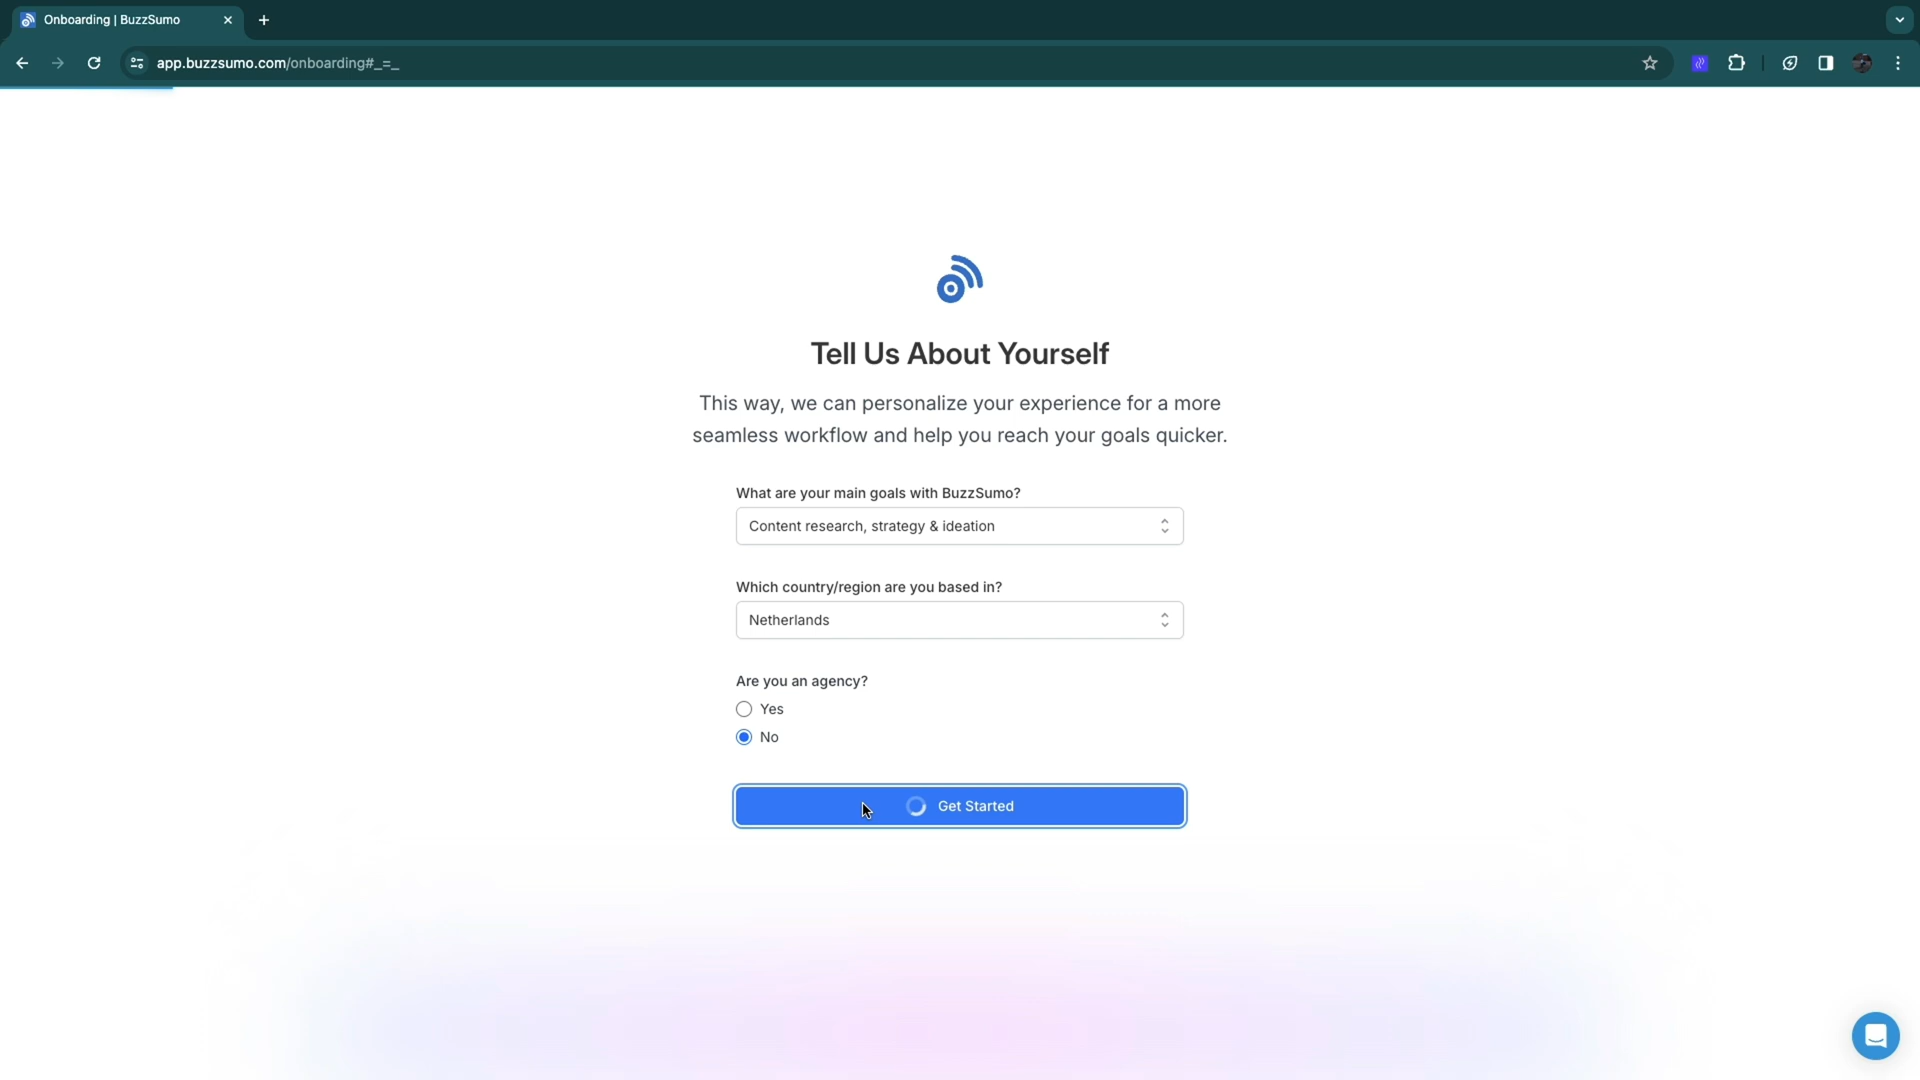 Onboarding | BuzzSumo
app.buzzsumo.com/onboarding#_=_
Tell Us About Yourself
This way, we can personalize your experience for a more
seamless workflow and help you reach your goals quicker.
What are your main goals with BuzzSumo?
Content research, strategy & ideation
Which country/region are you based in?
Netherlands
Are you an agency?
Yes
No
Get Started